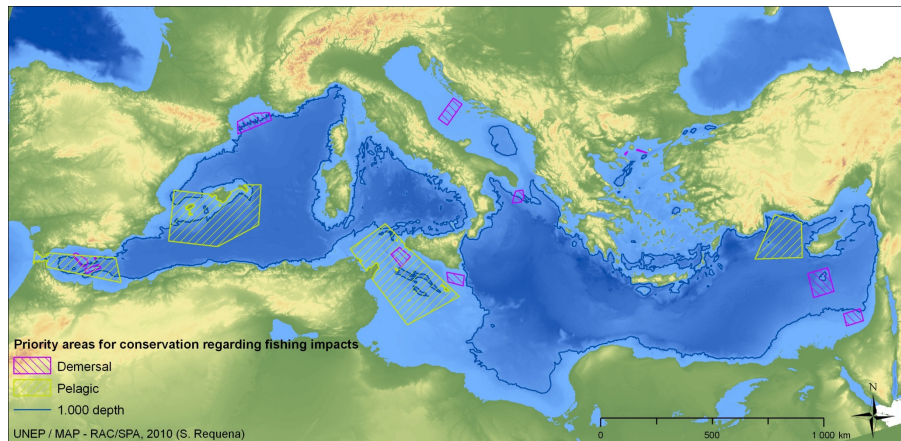 Priority areas for conservation regarding fishing impacts
Demersal
Pelagic
1.000 depth
UNEP / MAP - RAC/SPA, 2010 (S. Requena)
N
0 500 1 000 km